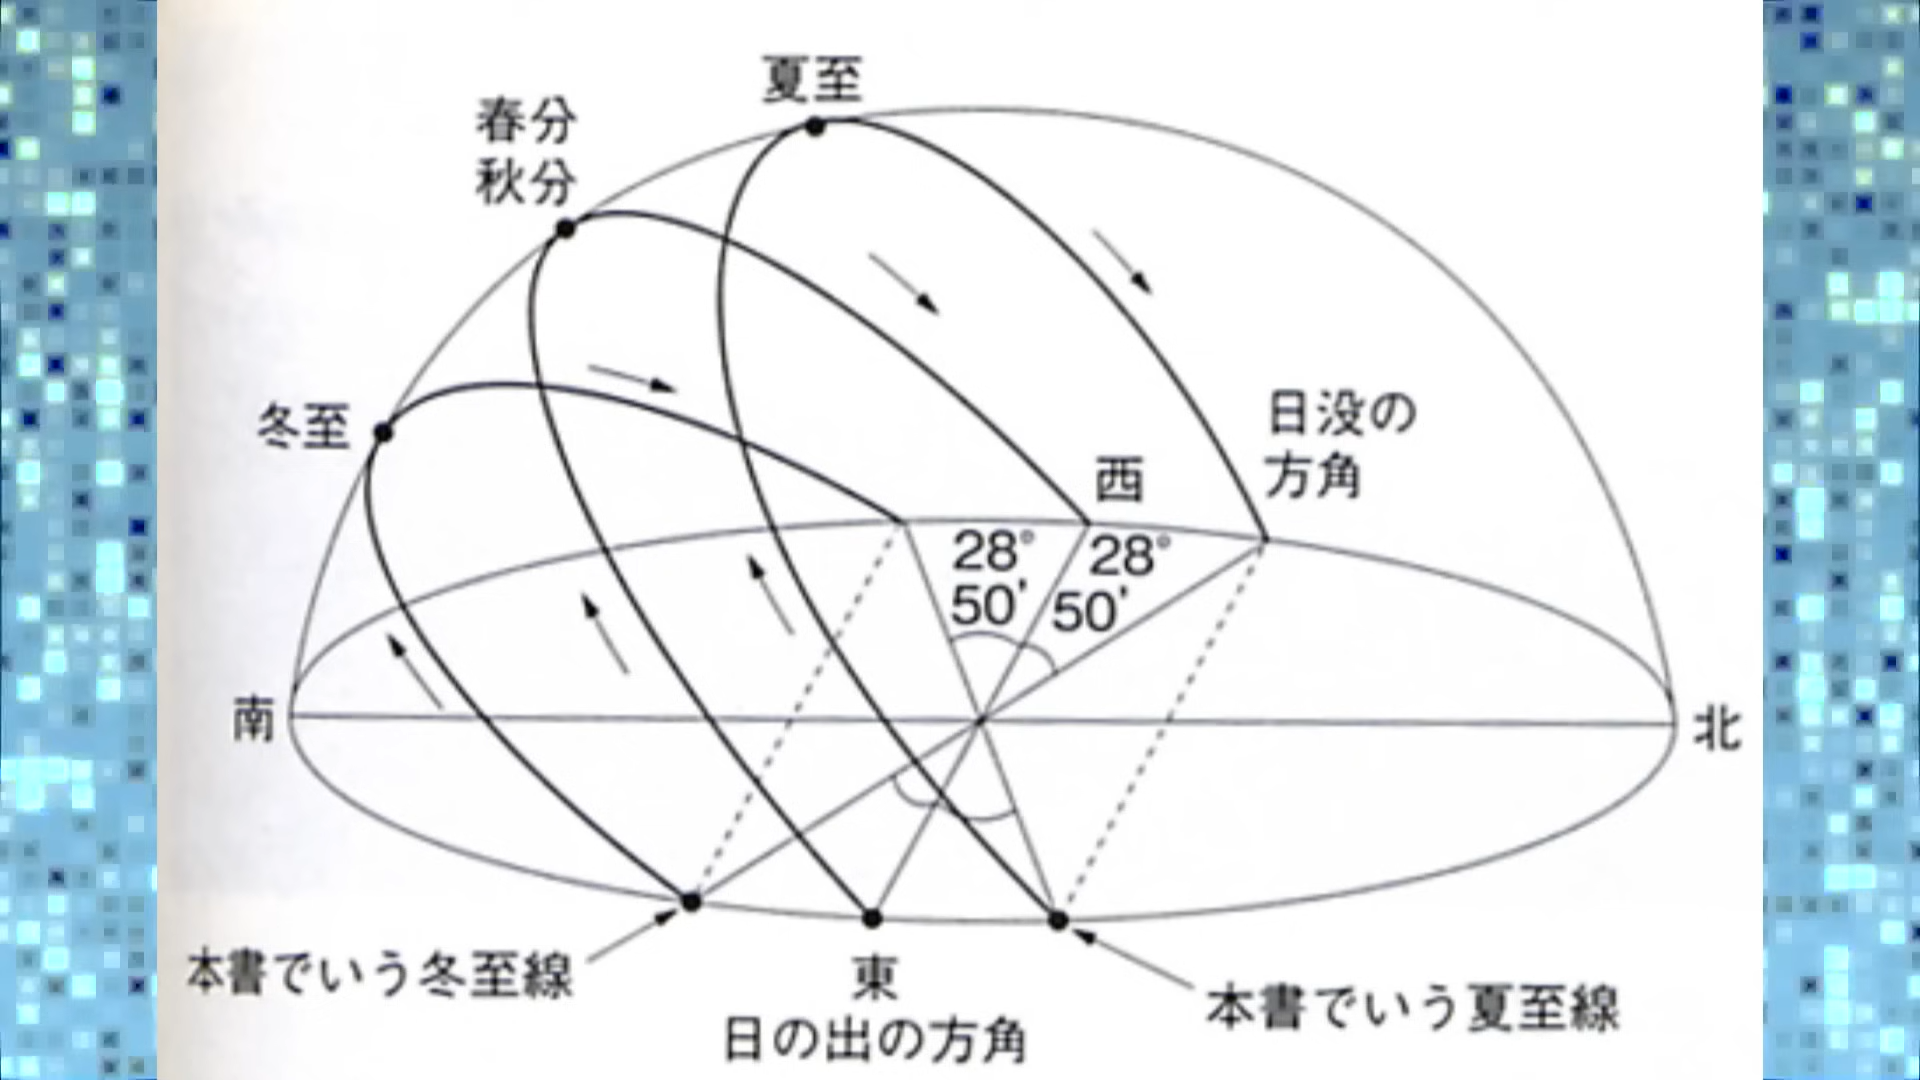 夏至
春分
秋分
冬至
日没の
方角
西
28°
50'
28°
50'
南
北
本書でいう冬至線
東
日の出の方角
本書でいう夏至線